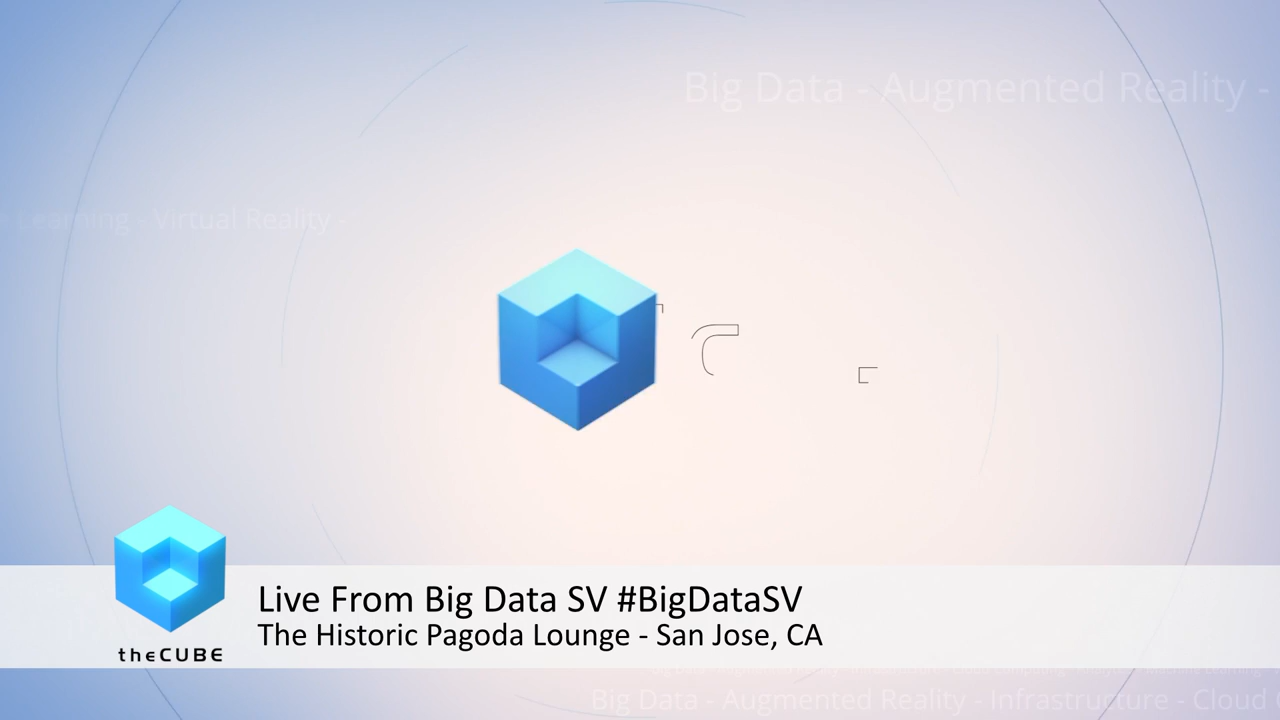 Big Data - Augmented Reality -
Learning - Virtual Reality -
Live From Big Data SV #BigDataSV
The Historic Pagoda Lounge - San Jose, CA
theCUBE
Big Data - Augmented Reality - Infrastructure - Cloud